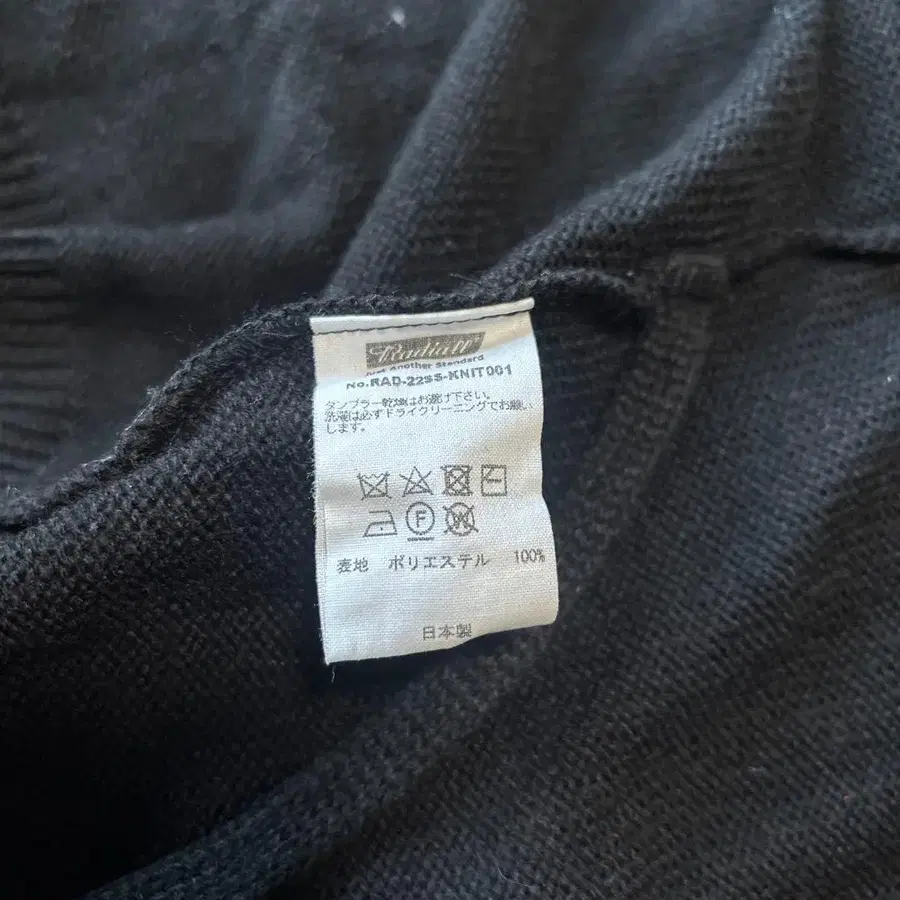 Radiall
Just Another Standard
No.RAD-22SS-KNIT001
タンブラー乾燥はお避け下さい。
洗濯は必ずドライクリーニングでお願い
します。
F W
表地 ポリエステル 100%
日本製